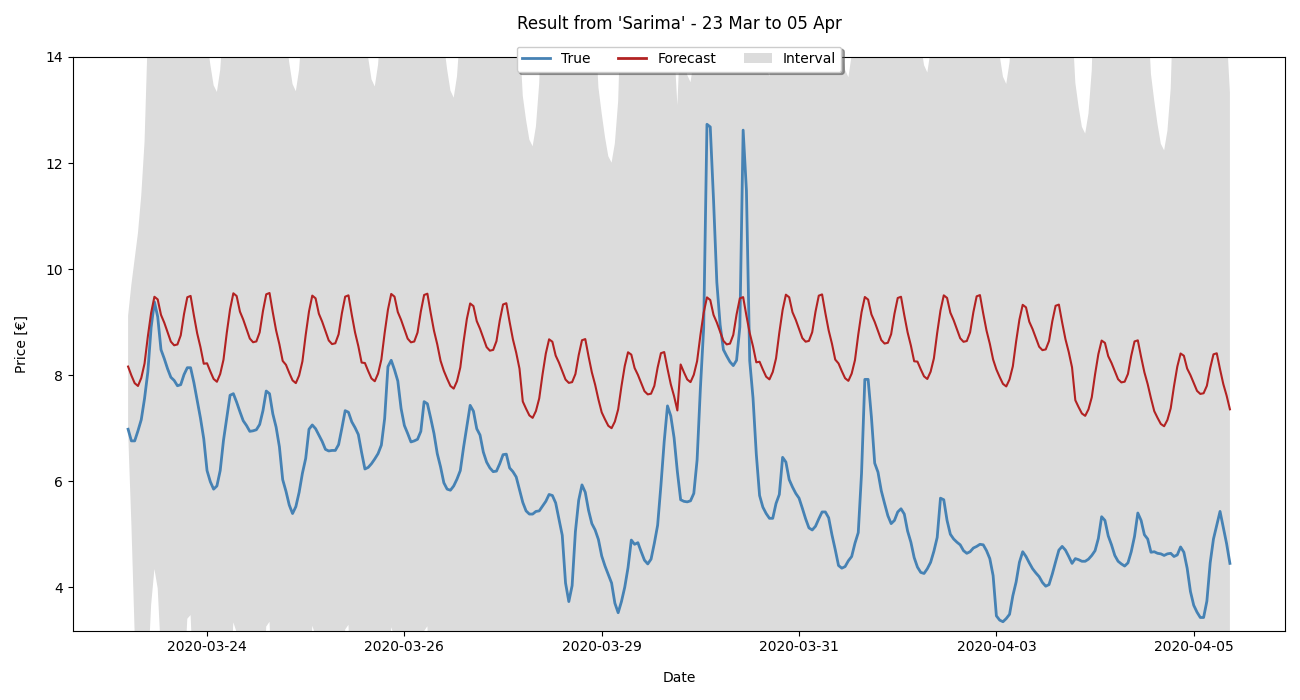 Result from 'Sarima' - 23 Mar to 05 Apr
True Forecast Interval
14
12
10
8
6
4
Price [€]
2020-03-24 2020-03-26 2020-03-29 2020-03-31 2020-04-03 2020-04-05
Date